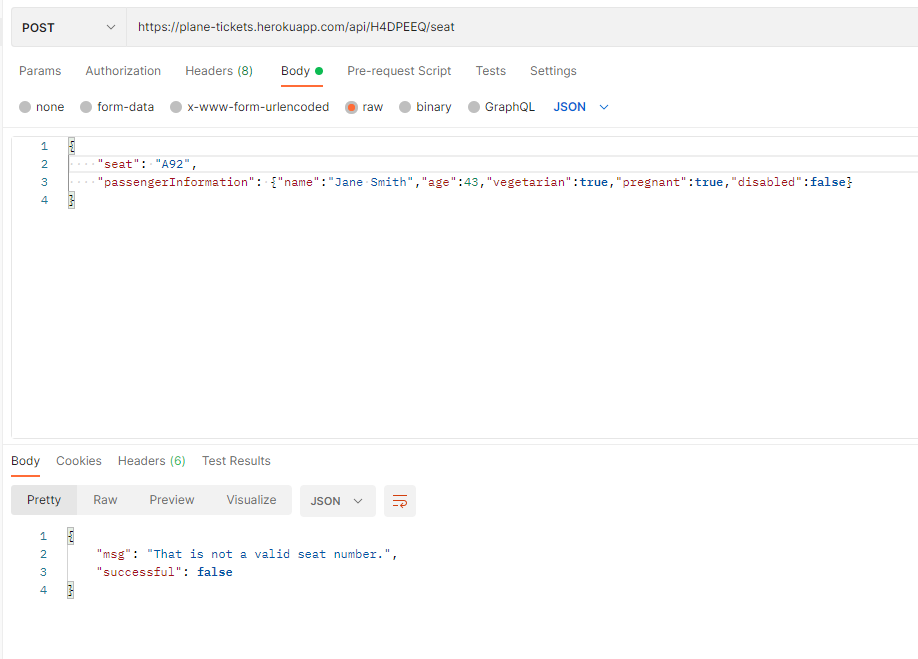 POST https://plane-tickets.herokuapp.com/api/H4DPEEQ/seat
Params Authorization Headers (8) Body Pre-request Script Tests Settings
none form-data x-www-form-urlencoded raw binary GraphQL JSON
1 {
2 ····"seat":·"A92",
3 ····"passengerInformation":·{"name":"Jane·Smith","age":43,"vegetarian":true,"pregnant":true,"disabled":false}
4 }
Body Cookies Headers (6) Test Results
Pretty Raw Preview Visualize JSON
1 {
2 "msg": "That is not a valid seat number.",
3 "successful": false
4 }